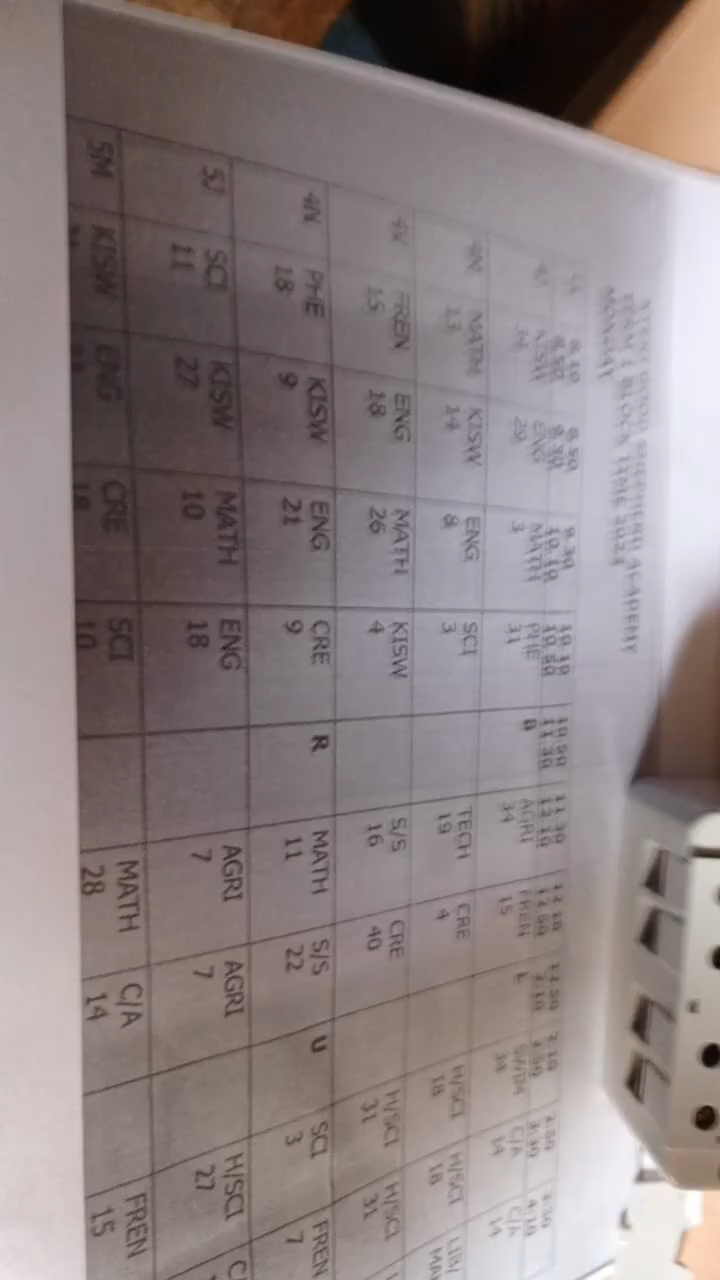 ACADEMY
TERM 1 BLOCK TIME 2023
MONDAY
8.10 8.50 9.30 10.10 10.50 11.30 12.10 12.50 2.10 2.50 3.30
8.50 9.30 10.10 10.50 11.30 12.10 12.50 2.10 2.50 3.30 4.10
KISW ENG MATH PHE B AGRI FREN L C/A C/A
34 29 3 31 34 15 14 14
MATH KISW ENG SCI TECH CRE H/SCI H/SCI LIB/
13 14 8 3 19 4 18 18
FREN ENG MATH KISW S/S CRE H/SCI H/SCI
15 18 26 4 16 40 31 31
4N PHE KISW ENG CRE R MATH S/S U SCI FREN
18 9 21 9 11 22 3 7
5J SCI KISW MATH ENG AGRI AGRI H/SCI
11 27 10 18 7 7 27
5M KISW ENG CRE SCI MATH C/A FREN
10 28 14 15